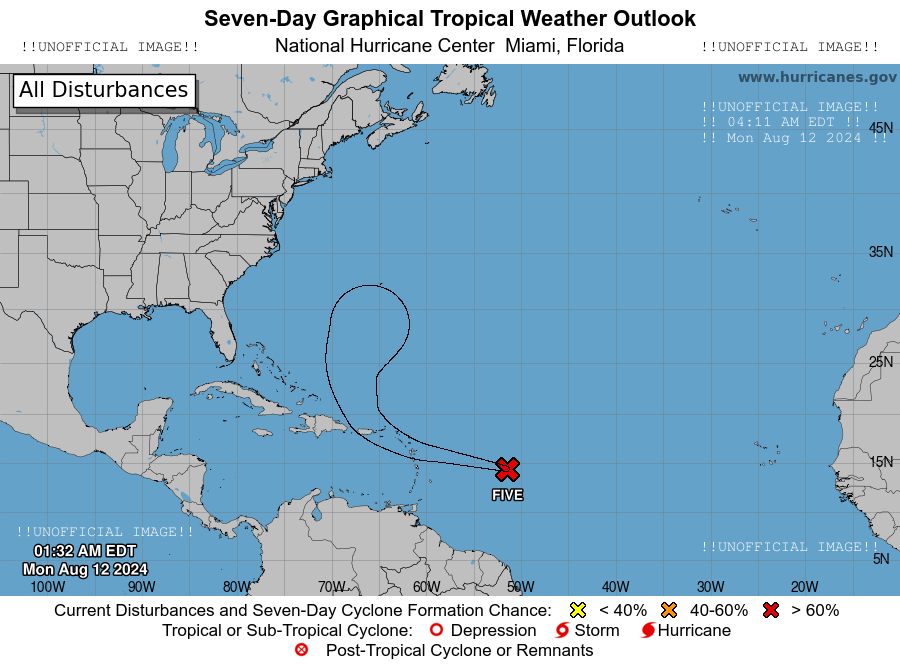 Seven-Day Graphical Tropical Weather Outlook
!!UNOFFICIAL IMAGE!!
National Hurricane Center  Miami, Florida
!!UNOFFICIAL IMAGE!!
All Disturbances
www.hurricanes.gov
!!UNOFFICIAL IMAGE!!
!! 04:11 AM EDT !!
!! Mon Aug 12 2024 !!
45N
35N
25N
15N
FIVE
!!UNOFFICIAL IMAGE!!
01:32 AM EDT
Mon Aug 12 2024
!!UNOFFICIAL IMAGE!!
5N
100W 90W 80W 70W 60W 50W 40W 30W 20W
Current Disturbances and Seven-Day Cyclone Formation Chance: < 40% 40-60% > 60%
Tropical or Sub-Tropical Cyclone: Depression Storm Hurricane
Post-Tropical Cyclone or Remnants